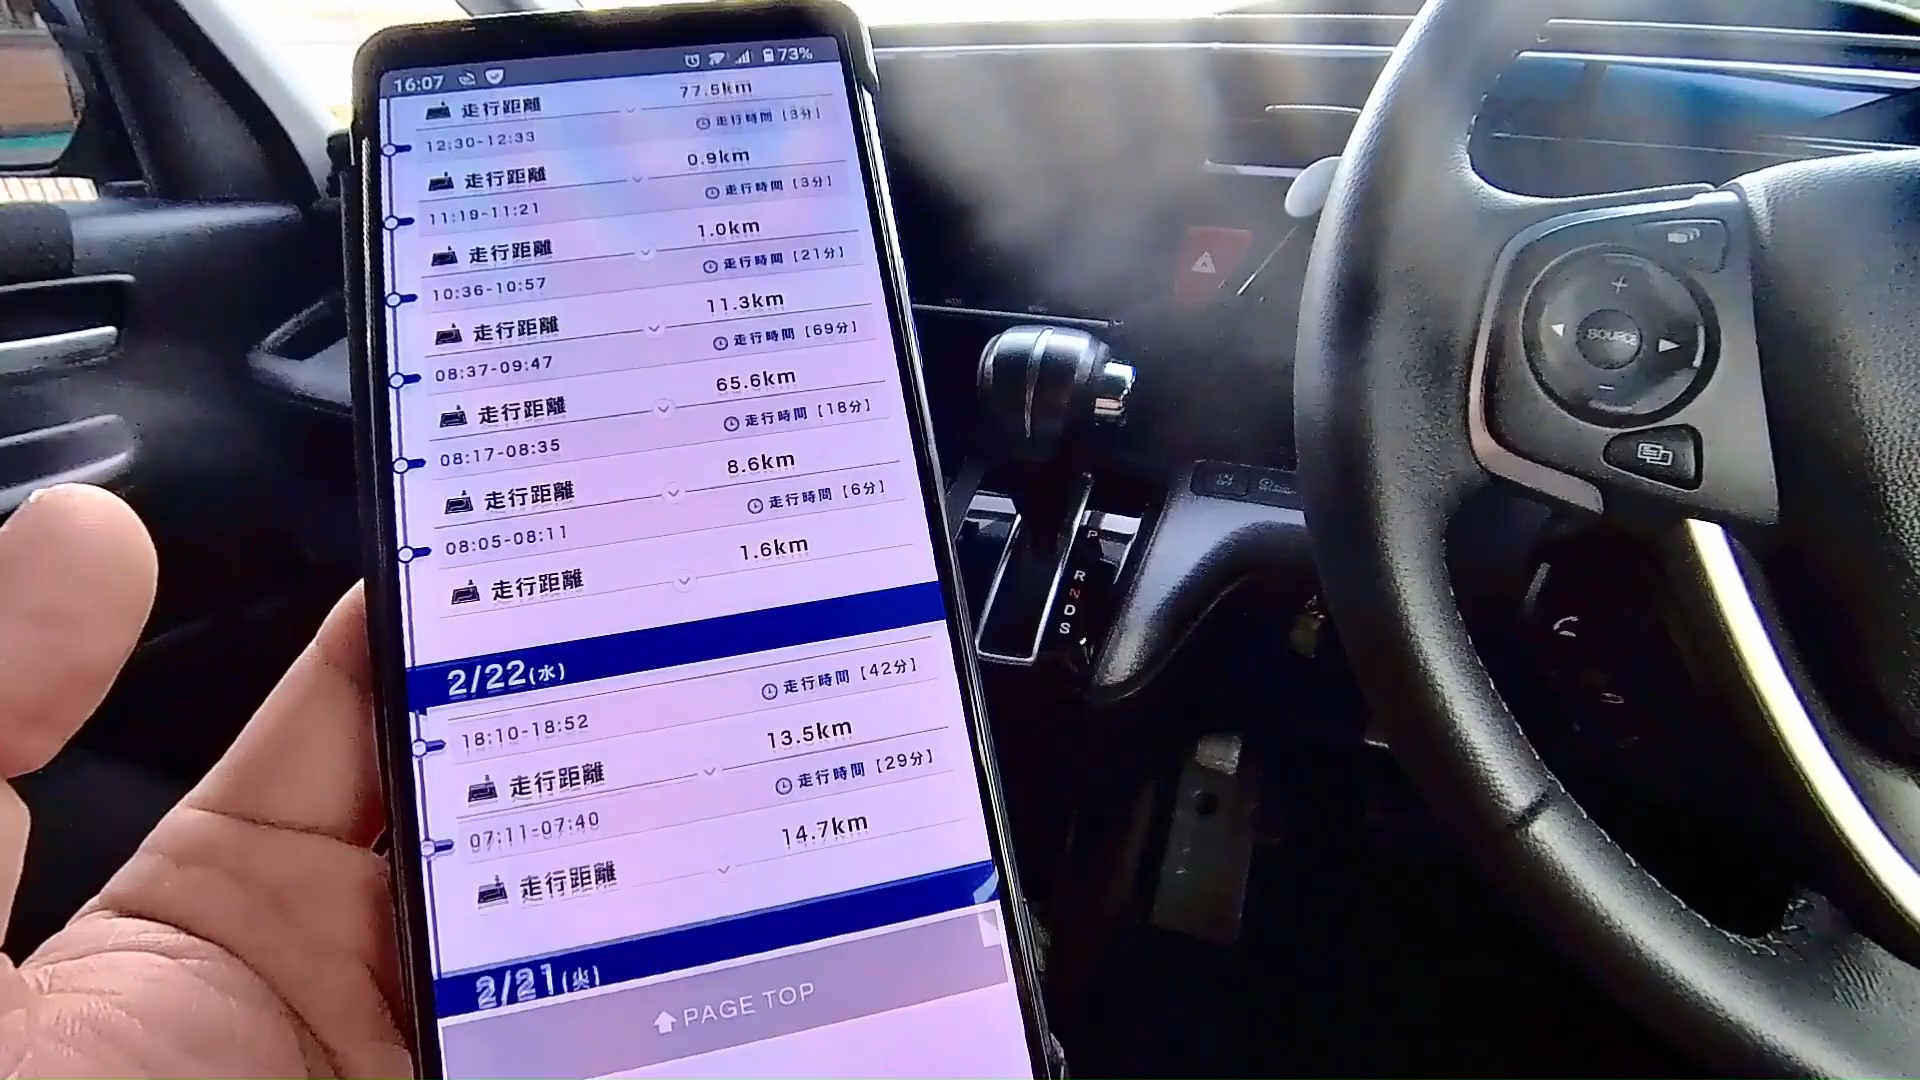 16:07 73%
走行距離 77.5km
12:30-12:33 走行時間 [3分]
走行距離 0.9km
11:19-11:21 走行時間 [3分]
走行距離 1.0km
10:36-10:57 走行時間 [21分]
走行距離 11.3km
08:37-09:47 走行時間 [69分]
走行距離 65.6km
08:17-08:35 走行時間 [18分]
走行距離 8.6km
08:05-08:11 走行時間 [6分]
走行距離 1.6km
2/22(水)
18:10-18:52 走行時間 [42分]
走行距離 13.5km
07:11-07:40 走行時間 [29分]
走行距離 14.7km
2/21(火)
PAGE TOP
P
R
N
D
S
+
SOURCE
-